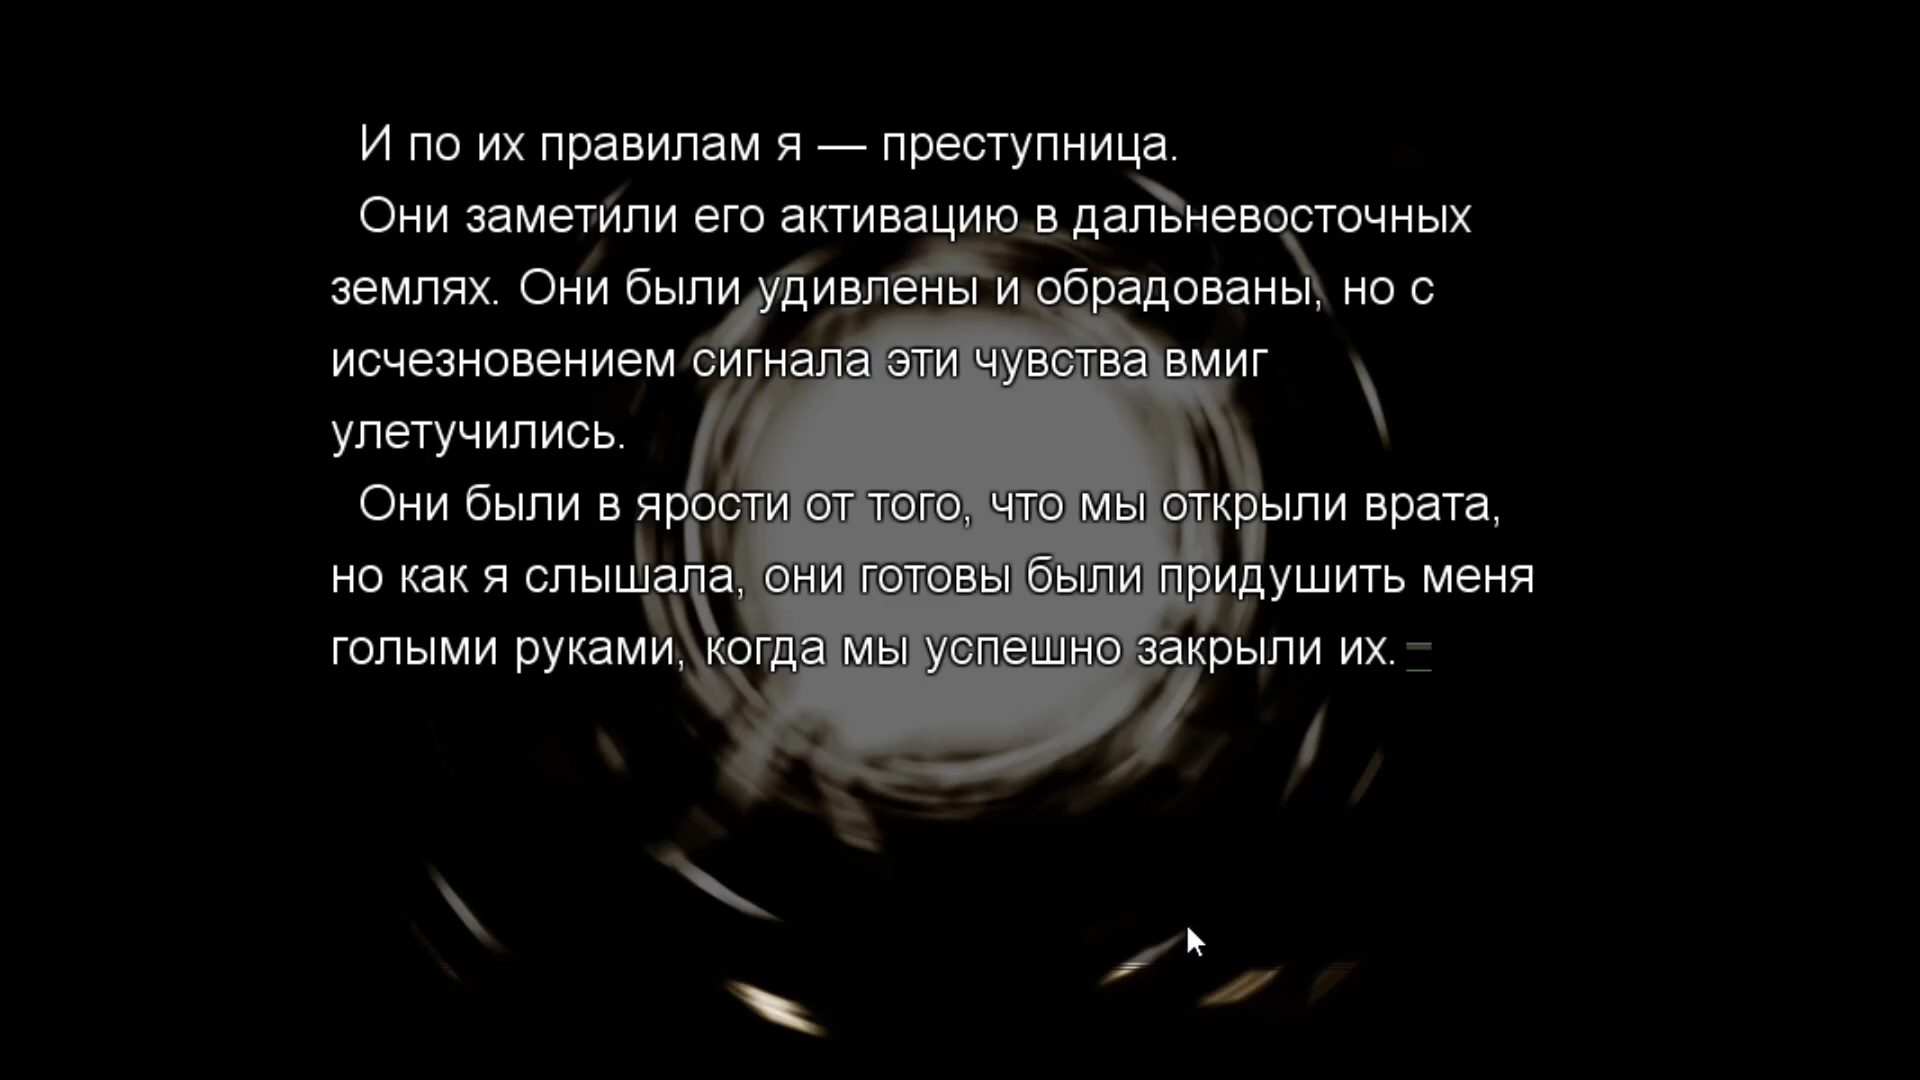 И по их правилам я — преступница.
Они заметили его активацию в дальневосточных
землях. Они были удивлены и обрадованы, но с
исчезновением сигнала эти чувства вмиг
улетучились.
Они были в ярости от того, что мы открыли врата,
но как я слышала, они готовы были придушить меня
голыми руками, когда мы успешно закрыли их.